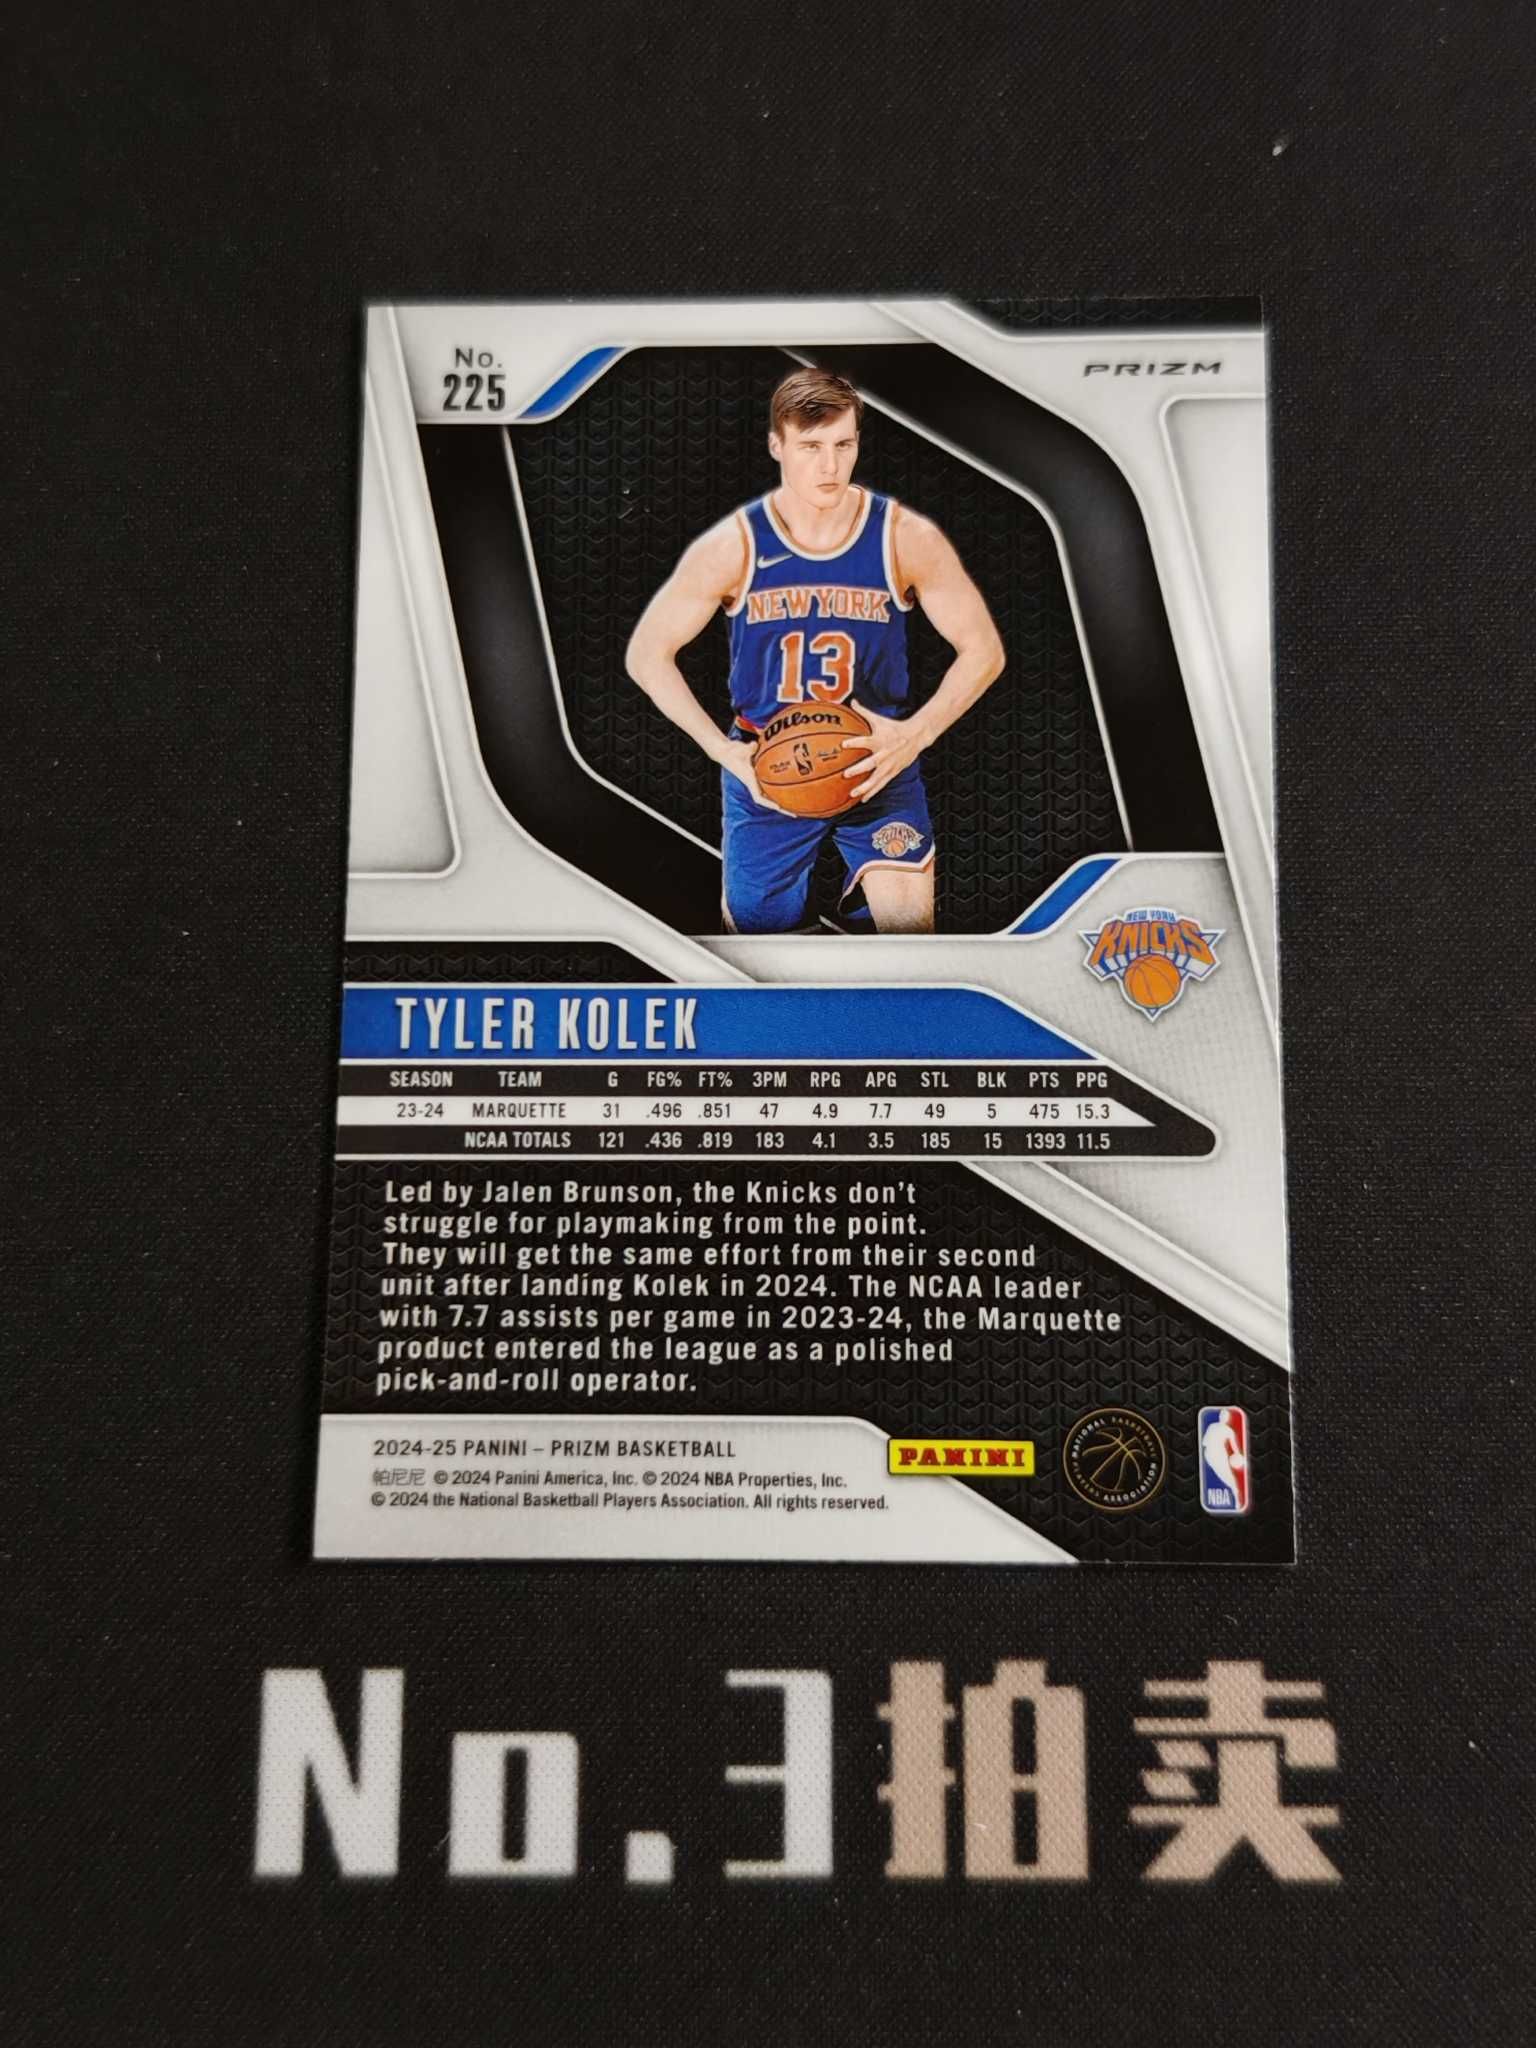 No.
225
PRIZM
NEW YORK
13
Wilson
NEW YORK
KNICKS
TYLER KOLEK
SEASON TEAM G FG% FT% 3PM RPG APG STL BLK PTS PPG
23-24 MARQUETTE 31 .496 .851 47 4.9 7.7 49 5 475 15.3
NCAA TOTALS 121 .436 .819 183 4.1 3.5 185 15 1393 11.5
Led by Jalen Brunson, the Knicks don't
struggle for playmaking from the point.
They will get the same effort from their second
unit after landing Kolek in 2024. The NCAA leader
with 7.7 assists per game in 2023-24, the Marquette
product entered the league as a polished
pick-and-roll operator.
2024-25 PANINI – PRIZM BASKETBALL
帕尼尼 © 2024 Panini America, Inc. © 2024 NBA Properties, Inc.
© 2024 the National Basketball Players Association. All rights reserved.
PANINI
NATIONAL BASKETBALL PLAYERS ASSOCIATION
NBA
No.3拍卖